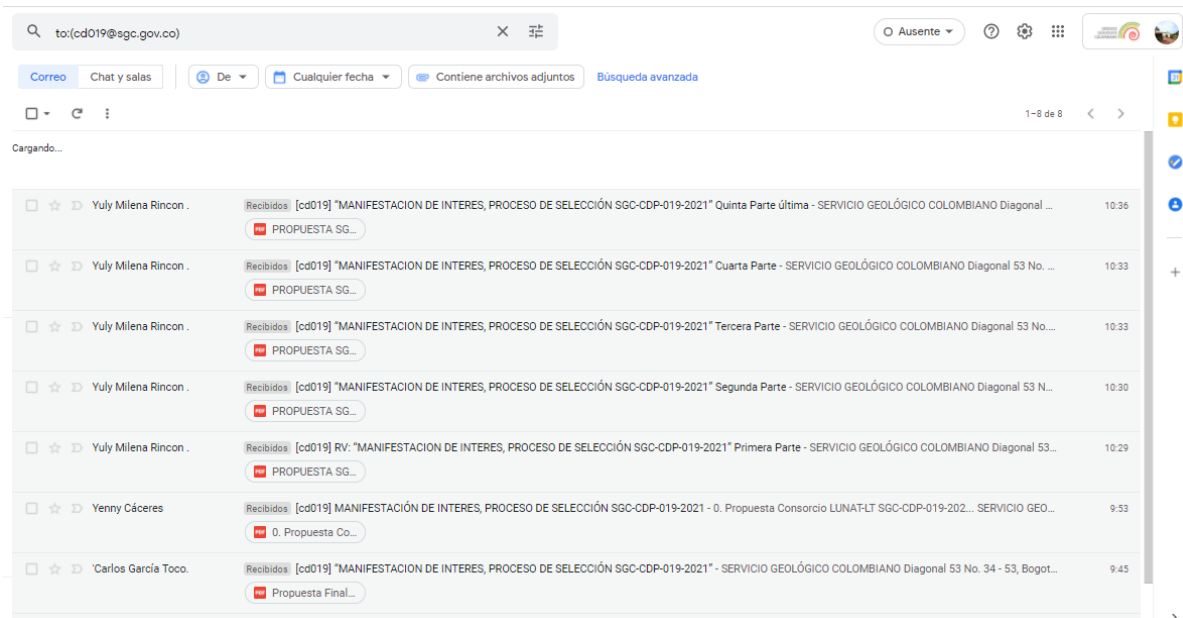 to:(cd019@sgc.gov.co)
Ausente
Correo Chat y salas De Cualquier fecha Contiene archivos adjuntos Búsqueda avanzada
1–8 de 8
Cargando...
Yuly Milena Rincon . Recibidos [cd019] "MANIFESTACION DE INTERES, PROCESO DE SELECCIÓN SGC-CDP-019-2021" Quinta Parte última - SERVICIO GEOLÓGICO COLOMBIANO Diagonal ... 10:36
PDF PROPUESTA SG...
Yuly Milena Rincon . Recibidos [cd019] "MANIFESTACION DE INTERES, PROCESO DE SELECCIÓN SGC-CDP-019-2021" Cuarta Parte - SERVICIO GEOLÓGICO COLOMBIANO Diagonal 53 No. ... 10:33
PDF PROPUESTA SG...
Yuly Milena Rincon . Recibidos [cd019] "MANIFESTACION DE INTERES, PROCESO DE SELECCIÓN SGC-CDP-019-2021" Tercera Parte - SERVICIO GEOLÓGICO COLOMBIANO Diagonal 53 No.... 10:33
PDF PROPUESTA SG...
Yuly Milena Rincon . Recibidos [cd019] "MANIFESTACION DE INTERES, PROCESO DE SELECCIÓN SGC-CDP-019-2021" Segunda Parte - SERVICIO GEOLÓGICO COLOMBIANO Diagonal 53 N... 10:30
PDF PROPUESTA SG...
Yuly Milena Rincon . Recibidos [cd019] RV: "MANIFESTACION DE INTERES, PROCESO DE SELECCIÓN SGC-CDP-019-2021" Primera Parte - SERVICIO GEOLÓGICO COLOMBIANO Diagonal 53... 10:29
PDF PROPUESTA SG...
Yenny Cáceres Recibidos [cd019] MANIFESTACIÓN DE INTERES, PROCESO DE SELECCIÓN SGC-CDP-019-2021 - 0. Propuesta Consorcio LUNAT-LT SGC-CDP-019-202... SERVICIO GEO... 9:53
PDF 0. Propuesta Co...
'Carlos García Toco. Recibidos [cd019] "MANIFESTACION DE INTERES, PROCESO DE SELECCIÓN SGC-CDP-019-2021" - SERVICIO GEOLÓGICO COLOMBIANO Diagonal 53 No. 34 - 53, Bogot... 9:45
PDF Propuesta Final...